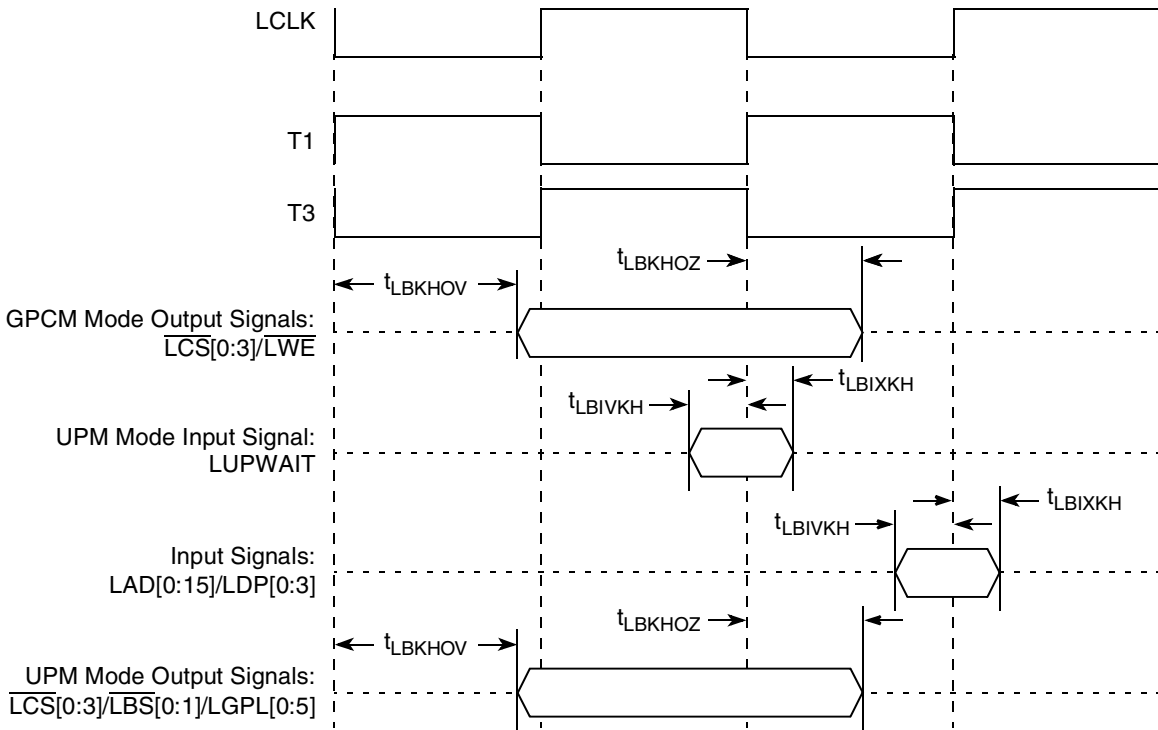 LCLK
T1
T3
tLBKHOZ
tLBKHOV
GPCM Mode Output Signals:
LCS[0:3]/LWE
tLBIXKH
tLBIVKH
UPM Mode Input Signal:
LUPWAIT
tLBIXKH
tLBIVKH
Input Signals:
LAD[0:15]/LDP[0:3]
tLBKHOZ
tLBKHOV
UPM Mode Output Signals:
LCS[0:3]/LBS[0:1]/LGPL[0:5]